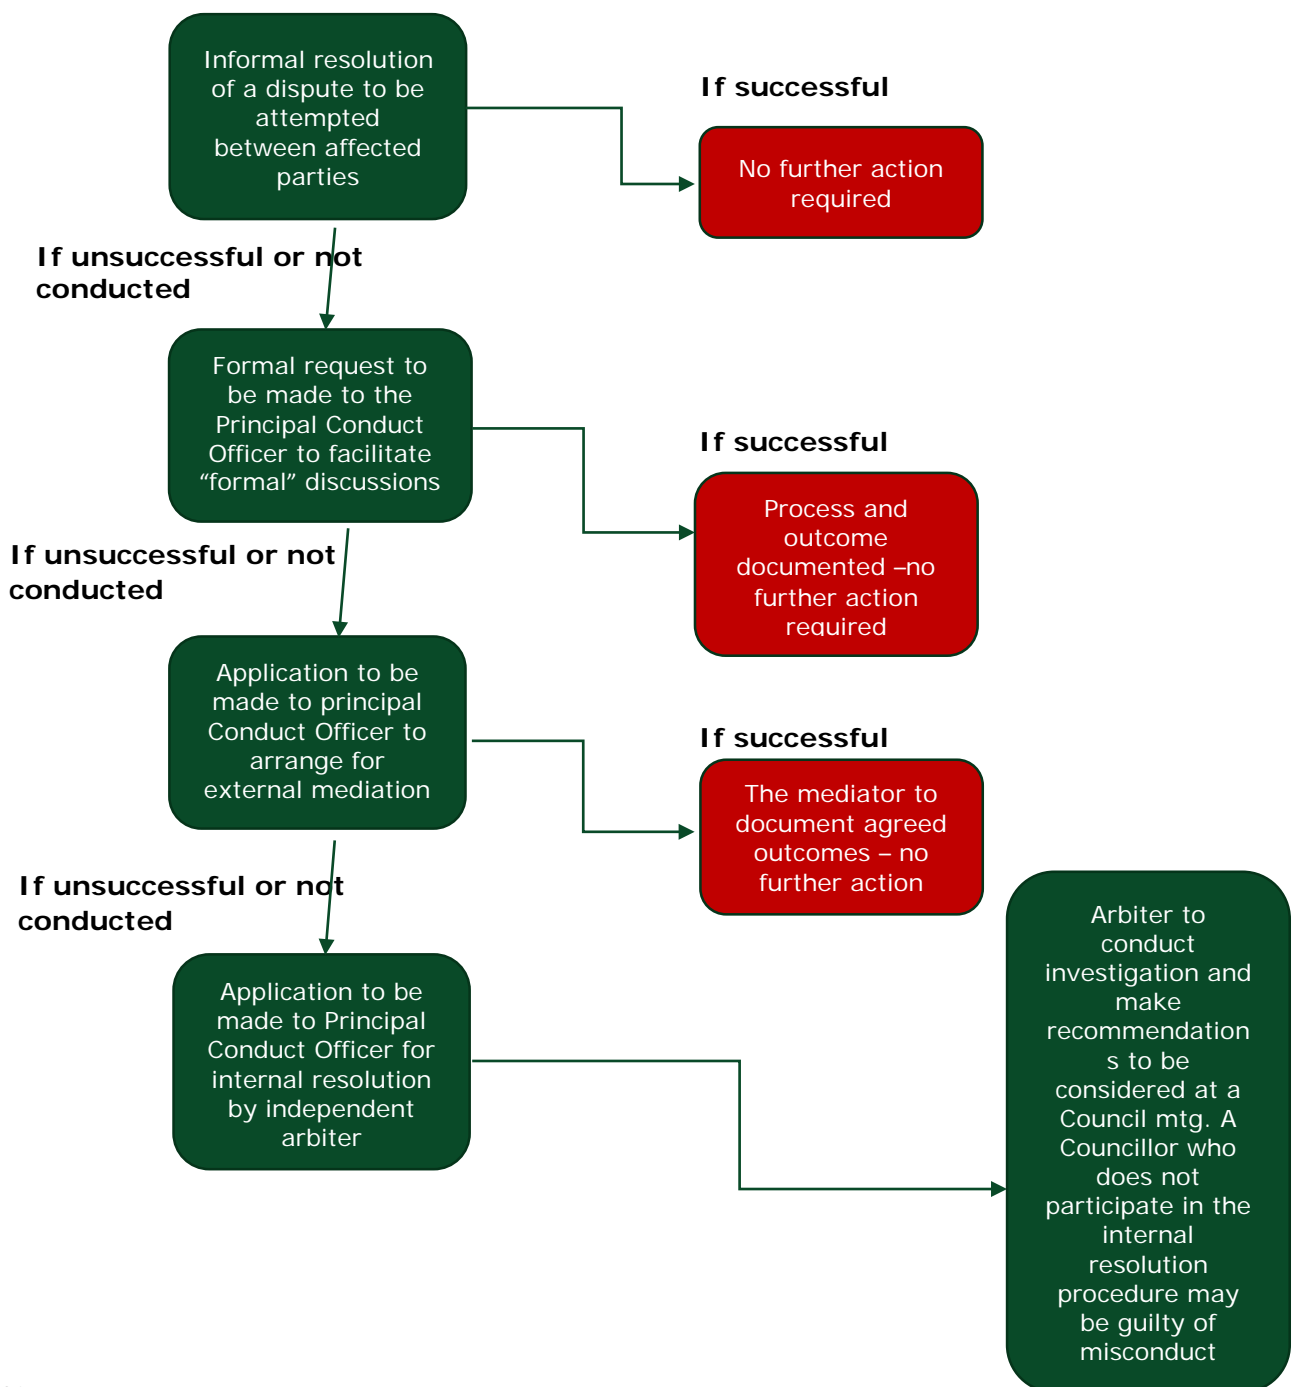 Informal resolution
of a dispute to be
attempted
between affected
parties
If successful
No further action
required
If unsuccessful or not
conducted
Formal request to
be made to the
Principal Conduct
Officer to facilitate
“formal” discussions
If successful
Process and
outcome
documented –no
further action
required
If unsuccessful or not
conducted
Application to be
made to principal
Conduct Officer to
arrange for
external mediation
If successful
The mediator to
document agreed
outcomes – no
further action
If unsuccessful or not
conducted
Application to be
made to Principal
Conduct Officer for
internal resolution
by independent
arbiter
Arbiter to
conduct
investigation and
make
recommendation
s to be
considered at a
Council mtg. A
Councillor who
does not
participate in the
internal
resolution
procedure may
be guilty of
misconduct